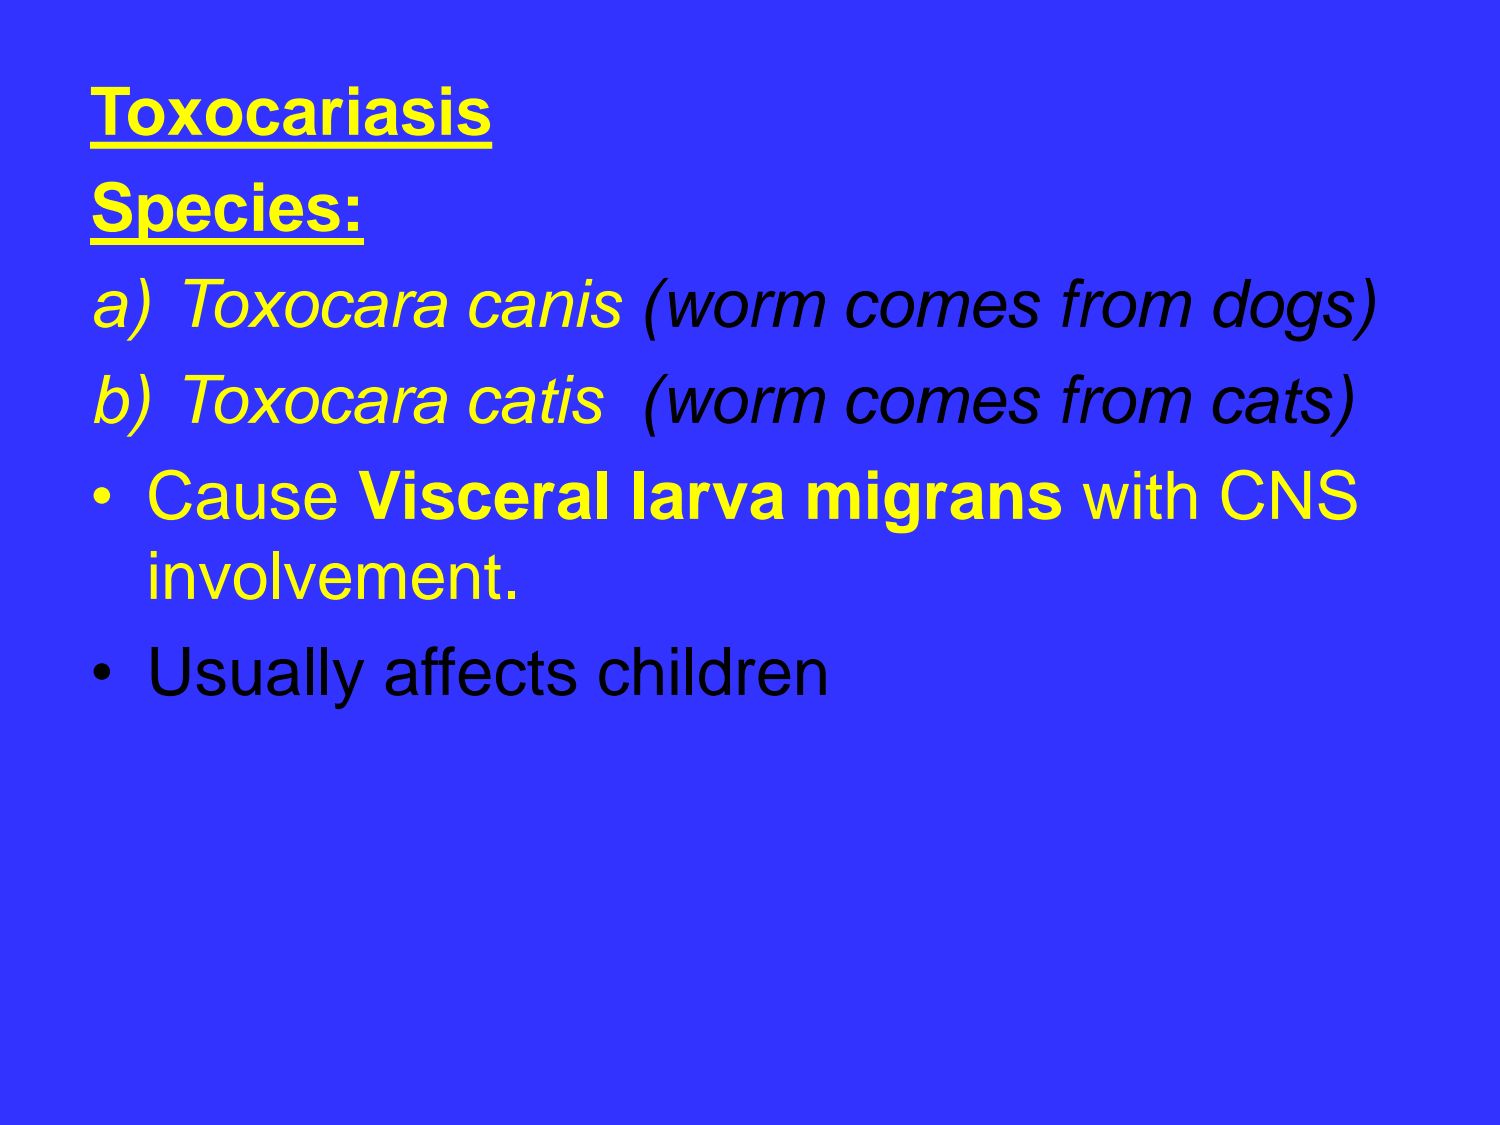 Toxocariasis
Species:
a) Toxocara canis (worm comes from dogs)
b) Toxocara catis (worm comes from cats)
• Cause Visceral larva migrans with CNS
involvement.
• Usually affects children